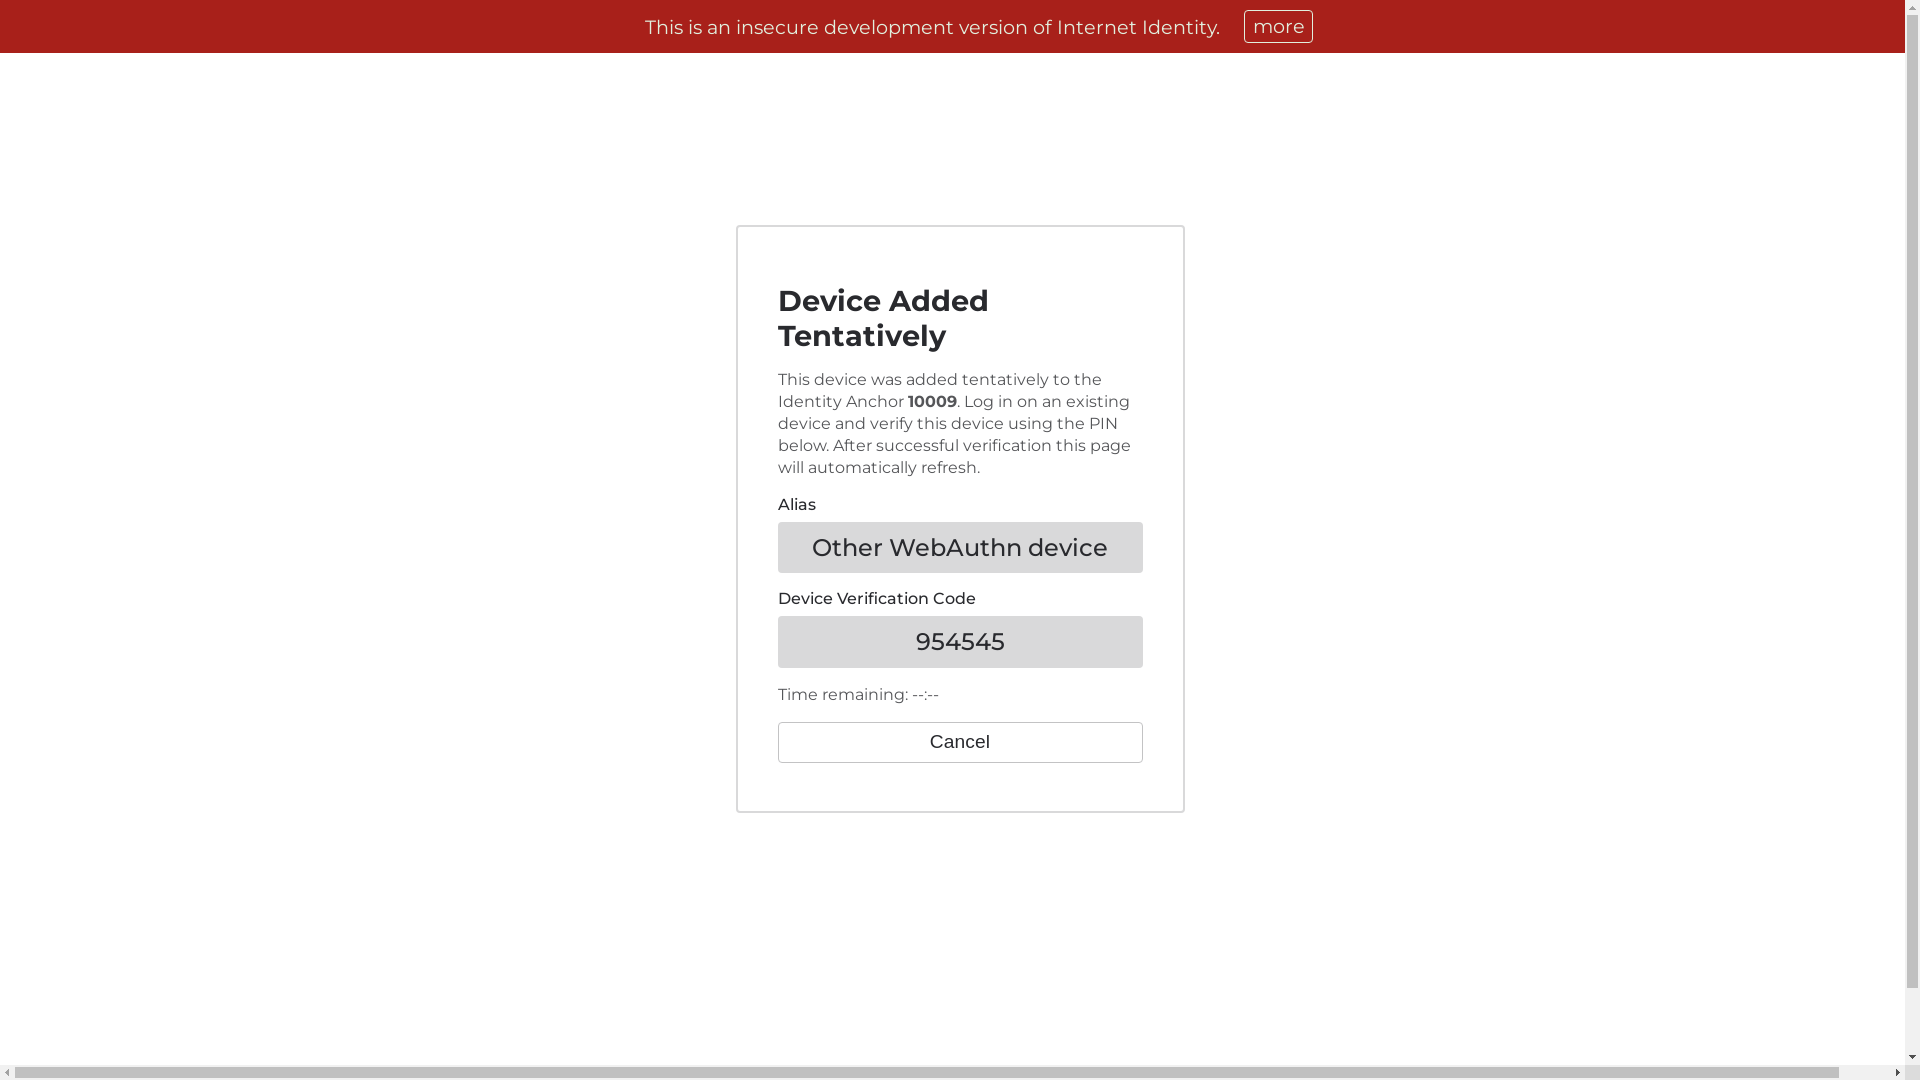 This is an insecure development version of Internet Identity.
more
Device Added
Tentatively
This device was added tentatively to the
Identity Anchor 10009. Log in on an existing
device and verify this device using the PIN
below. After successful verification this page
will automatically refresh.
Alias
Other WebAuthn device
Device Verification Code
954545
Time remaining: --:--
Cancel